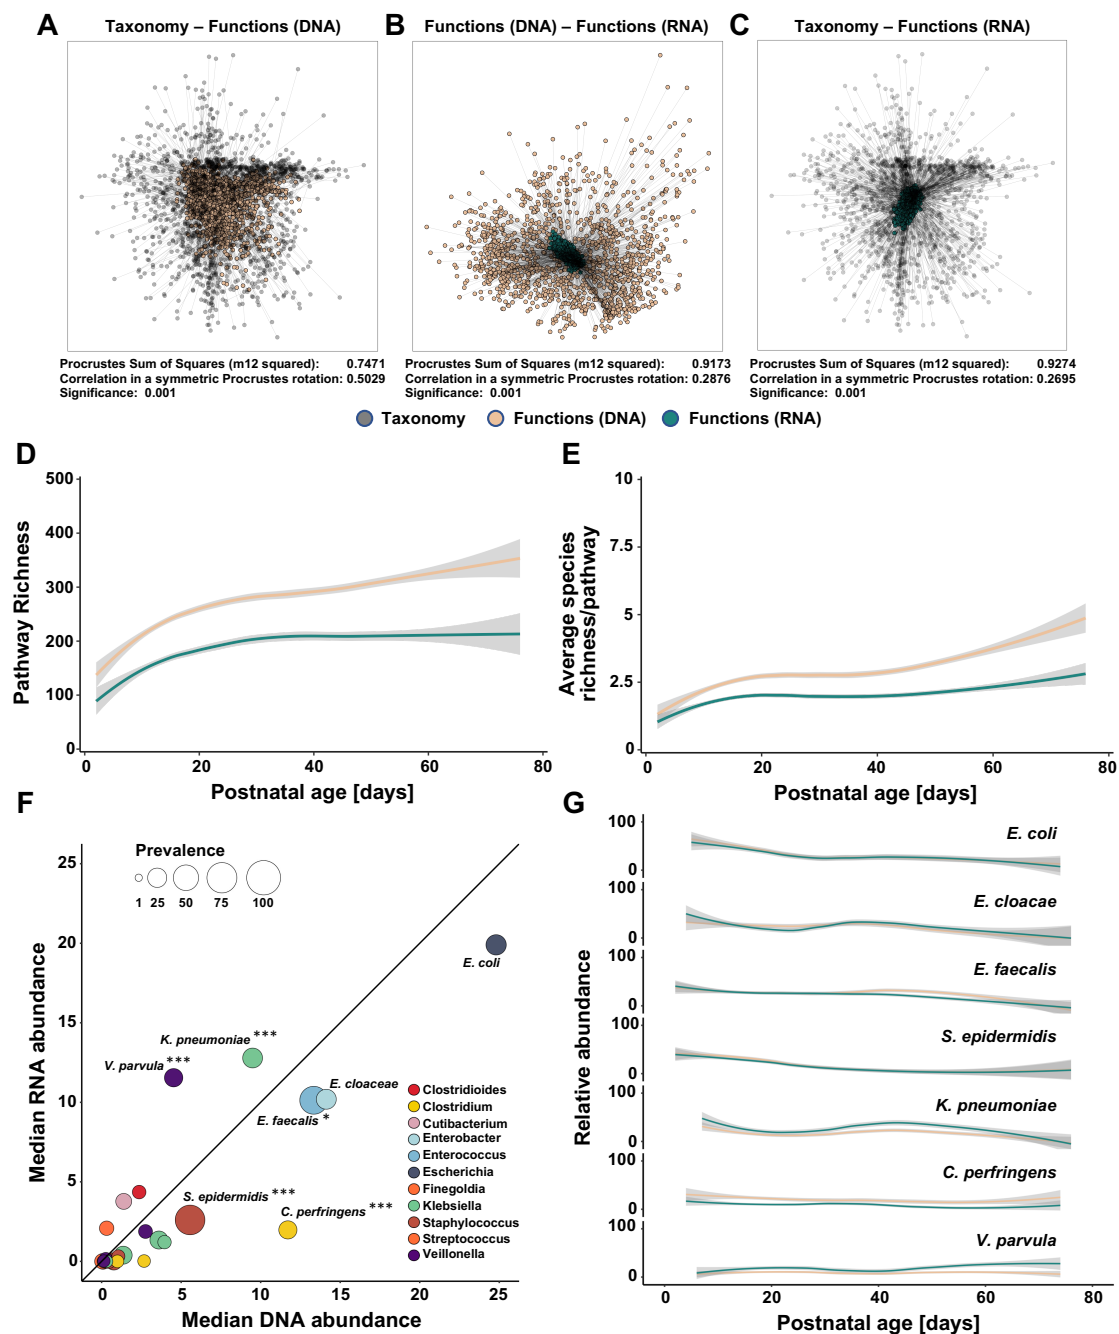 A
Taxonomy – Functions (DNA)
B
Functions (DNA) – Functions (RNA)
C
Taxonomy – Functions (RNA)
Procrustes Sum of Squares (m12 squared): 0.7471
Correlation in a symmetric Procrustes rotation: 0.5029
Significance: 0.001
Procrustes Sum of Squares (m12 squared): 0.9173
Correlation in a symmetric Procrustes rotation: 0.2876
Significance: 0.001
Procrustes Sum of Squares (m12 squared): 0.9274
Correlation in a symmetric Procrustes rotation: 0.2695
Significance: 0.001
Taxonomy
Functions (DNA)
Functions (RNA)
D
Pathway Richness
500
400
300
200
100
0
0 20 40 60 80
Postnatal age [days]
E
Average species
richness/pathway
10
7.5
5
2.5
0
0 20 40 60 80
Postnatal age [days]
F
Median RNA abundance
25
20
15
10
5
0
Prevalence
1 25 50 75 100
E. coli
K. pneumoniae ***
V. parvula ***
E. cloaceae
E. faecalis *
S. epidermidis ***
C. perfringens ***
Clostridioides
Clostridium
Cutibacterium
Enterobacter
Enterococcus
Escherichia
Finegoldia
Klebsiella
Staphylococcus
Streptococcus
Veillonella
0 5 10 15 20 25
Median DNA abundance
G
Relative abundance
100
E. coli
0
100
E. cloacae
0
100
E. faecalis
0
100
S. epidermidis
0
100
K. pneumoniae
0
100
C. perfringens
0
100
V. parvula
0
0 20 40 60 80
Postnatal age [days]